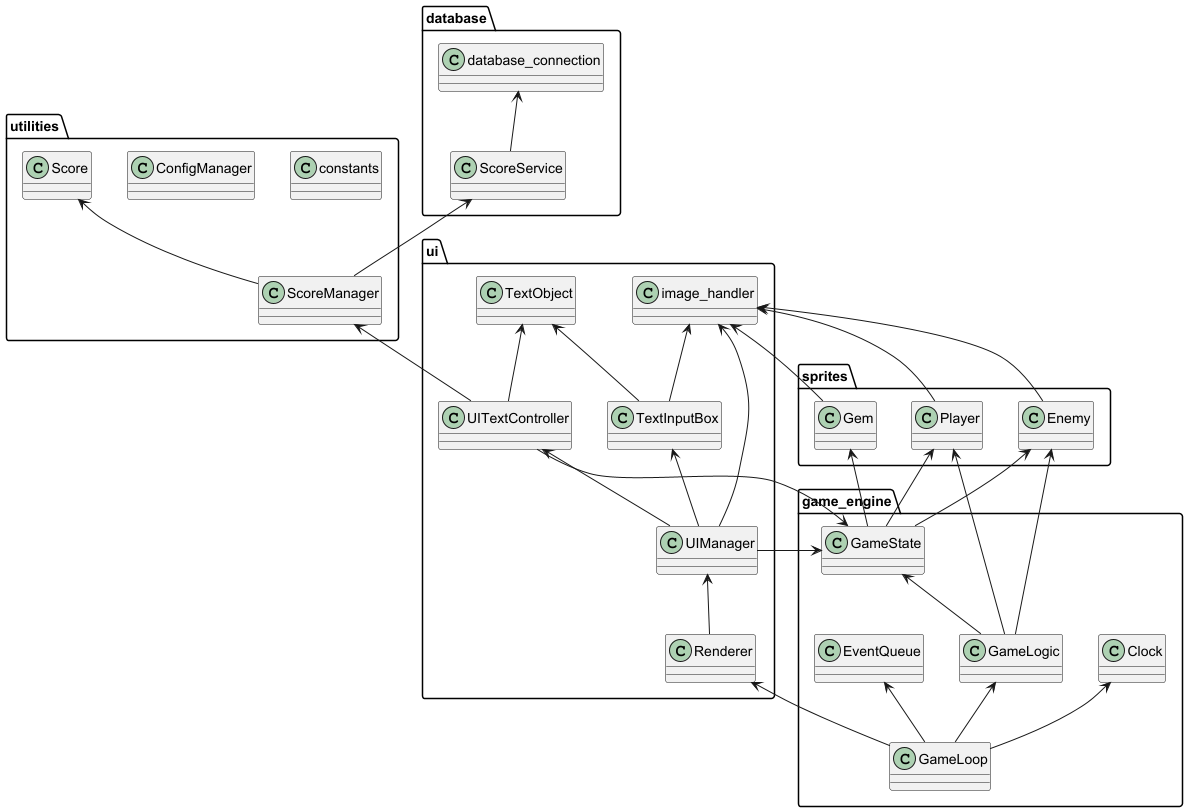 database
C database_connection
C ScoreService
utilities
C Score
C ConfigManager
C constants
C ScoreManager
ui
C TextObject
C image_handler
C UITextController
C TextInputBox
C UIManager
C Renderer
sprites
C Gem
C Player
C Enemy
game_engine
C GameState
C EventQueue
C GameLogic
C Clock
C GameLoop